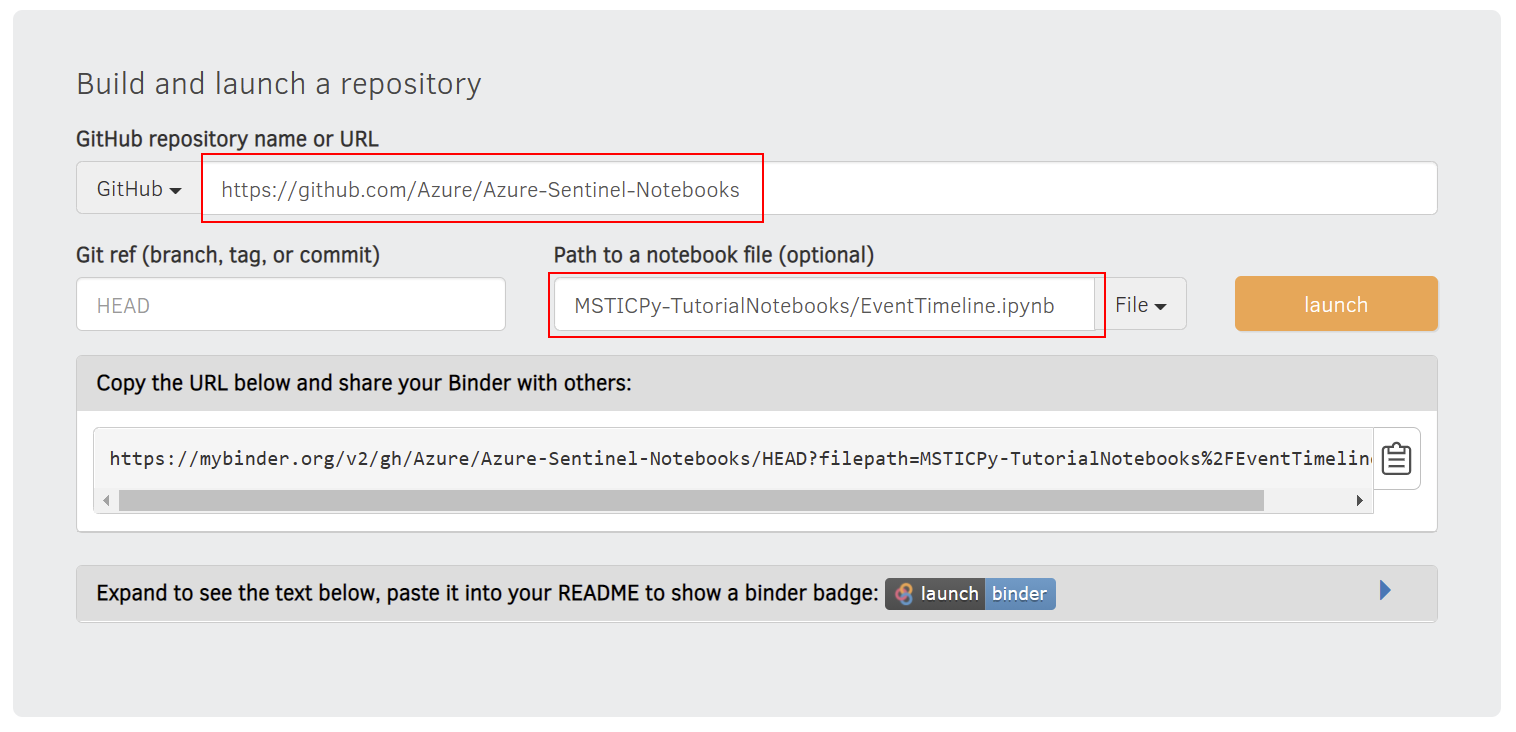 Build and launch a repository
GitHub repository name or URL
GitHub https://github.com/Azure/Azure-Sentinel-Notebooks
Git ref (branch, tag, or commit) Path to a notebook file (optional)
HEAD MSTICPy-TutorialNotebooks/EventTimeline.ipynb File launch
Copy the URL below and share your Binder with others:
https://mybinder.org/v2/gh/Azure/Azure-Sentinel-Notebooks/HEAD?filepath=MSTICPy-TutorialNotebooks%2FEventTimelin
Expand to see the text below, paste it into your README to show a binder badge: launch binder